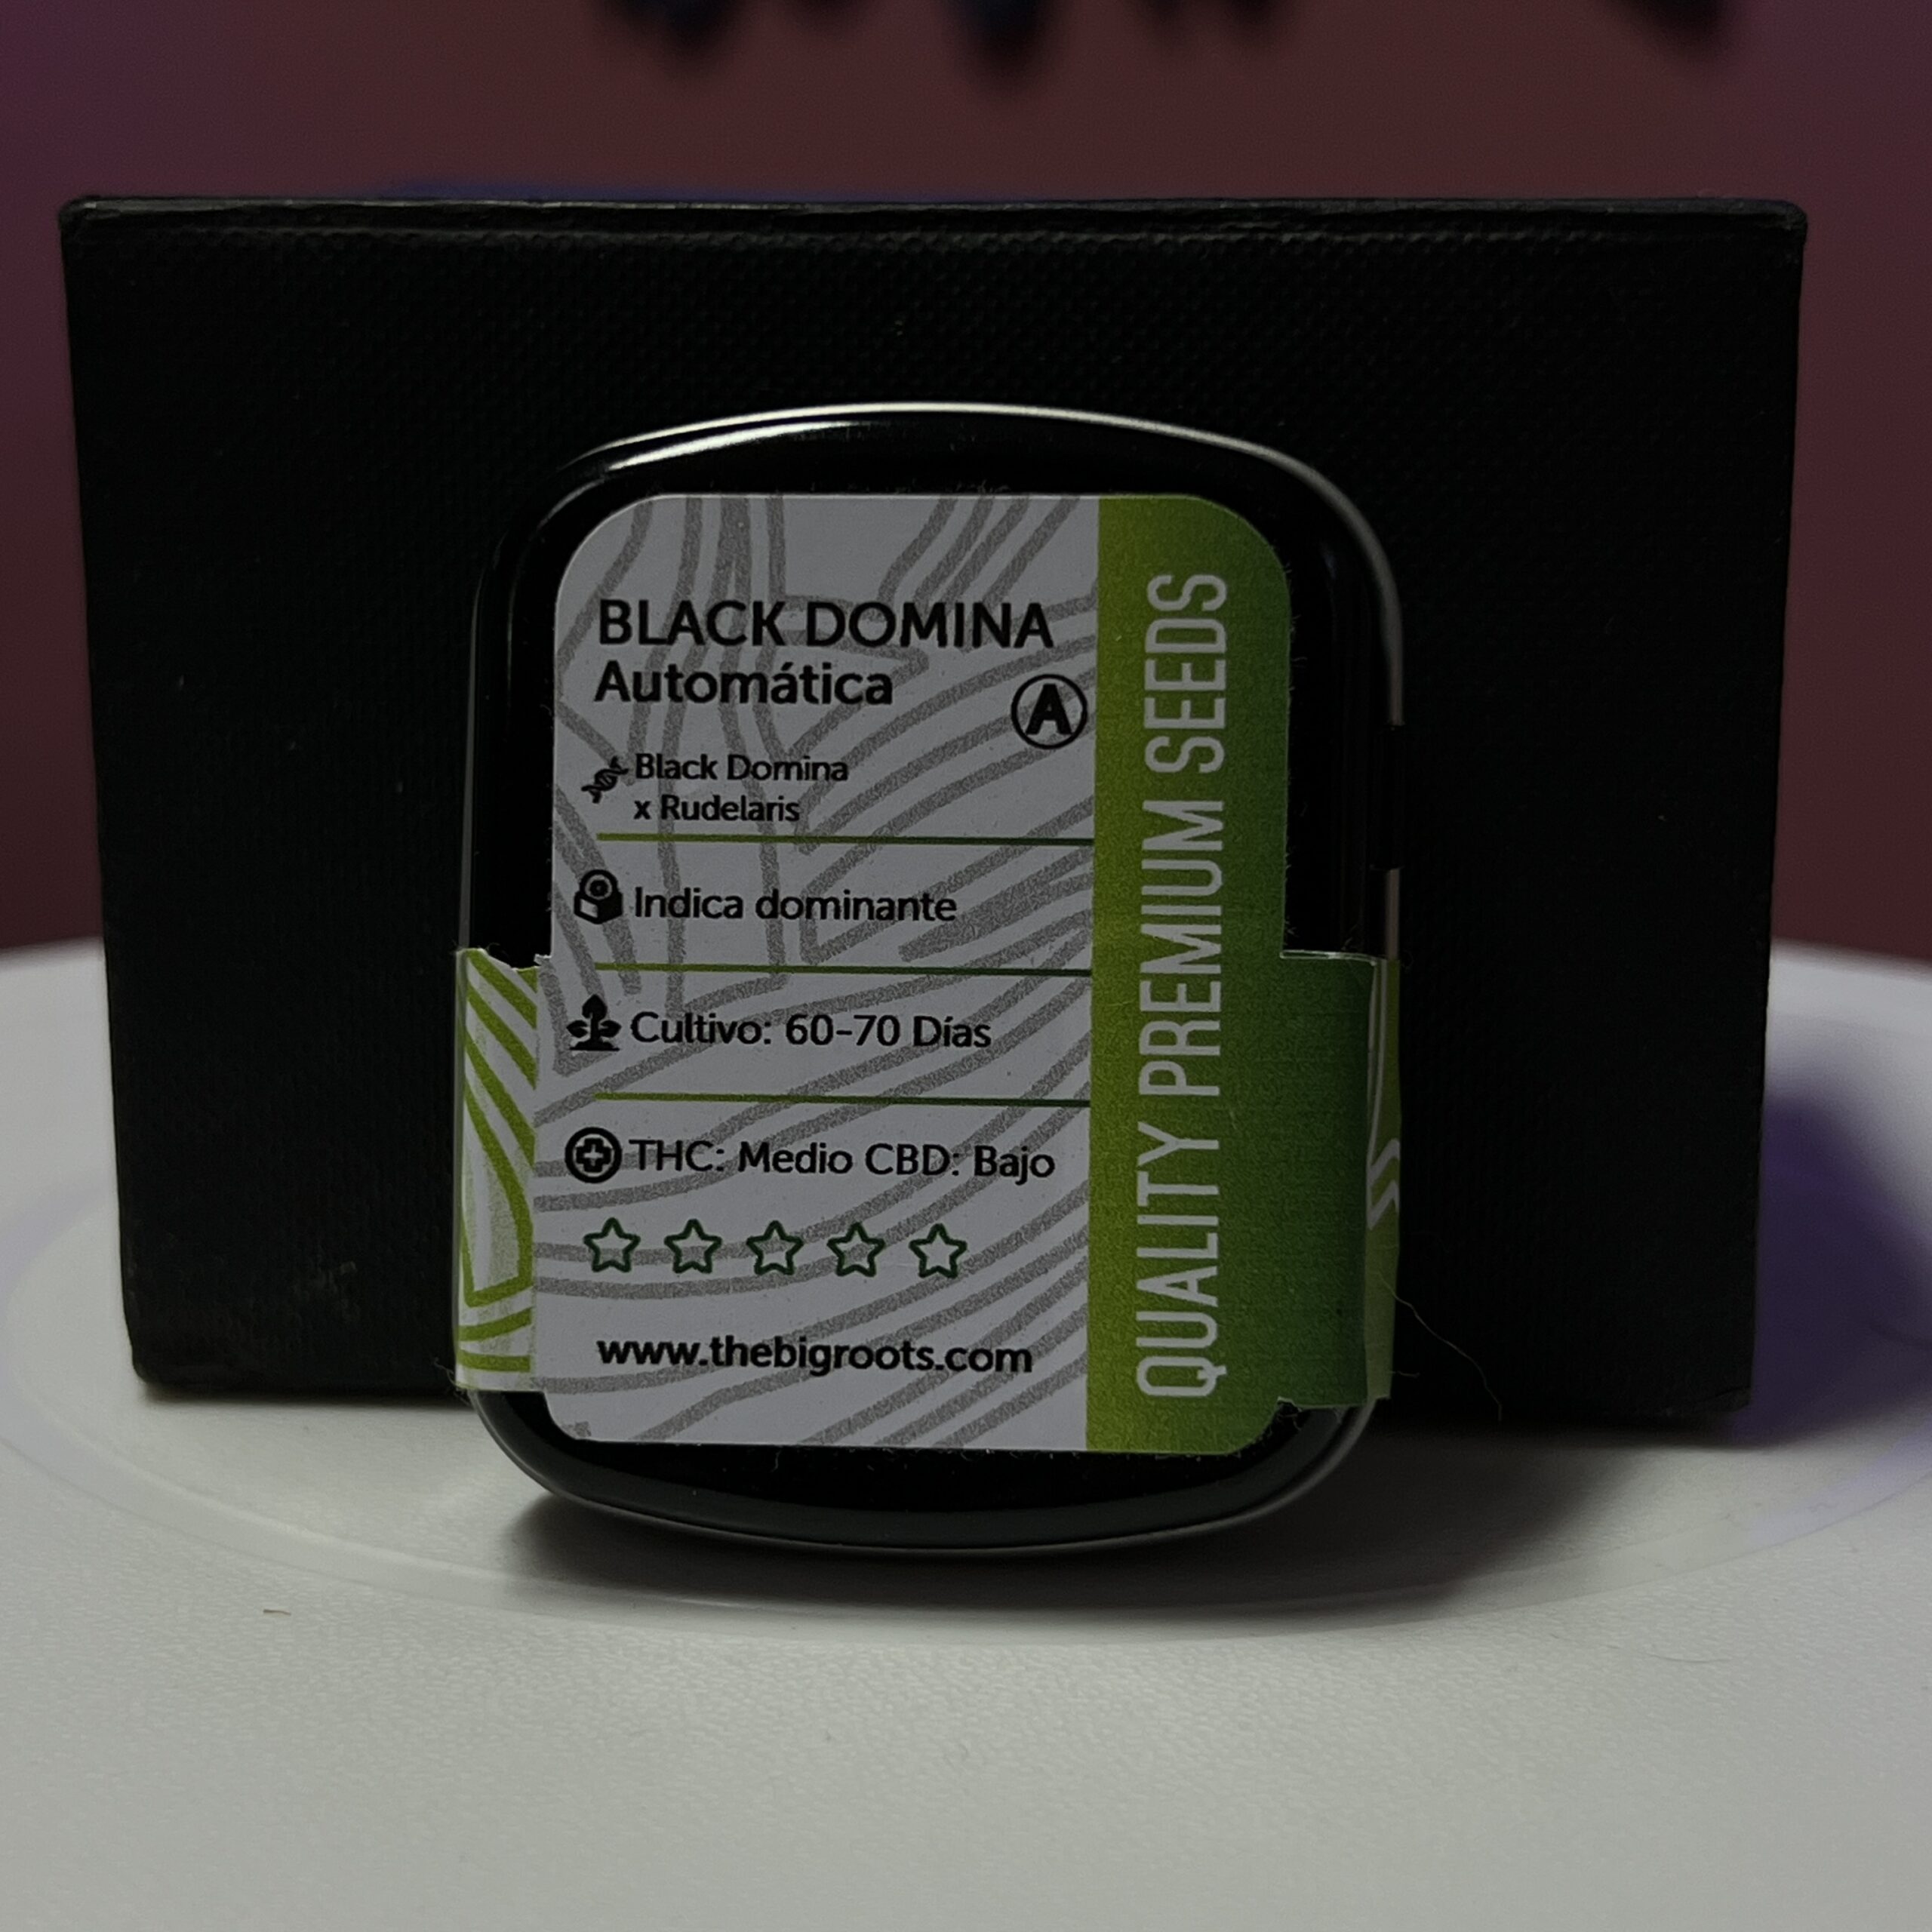 BLACK DOMINA
Automática
A
Black Domina
x Rudelaris
Indica dominante
Cultivo: 60-70 Días
THC: Medio CBD: Bajo
www.thebigroots.com
QUALITY PREMIUM SEEDS